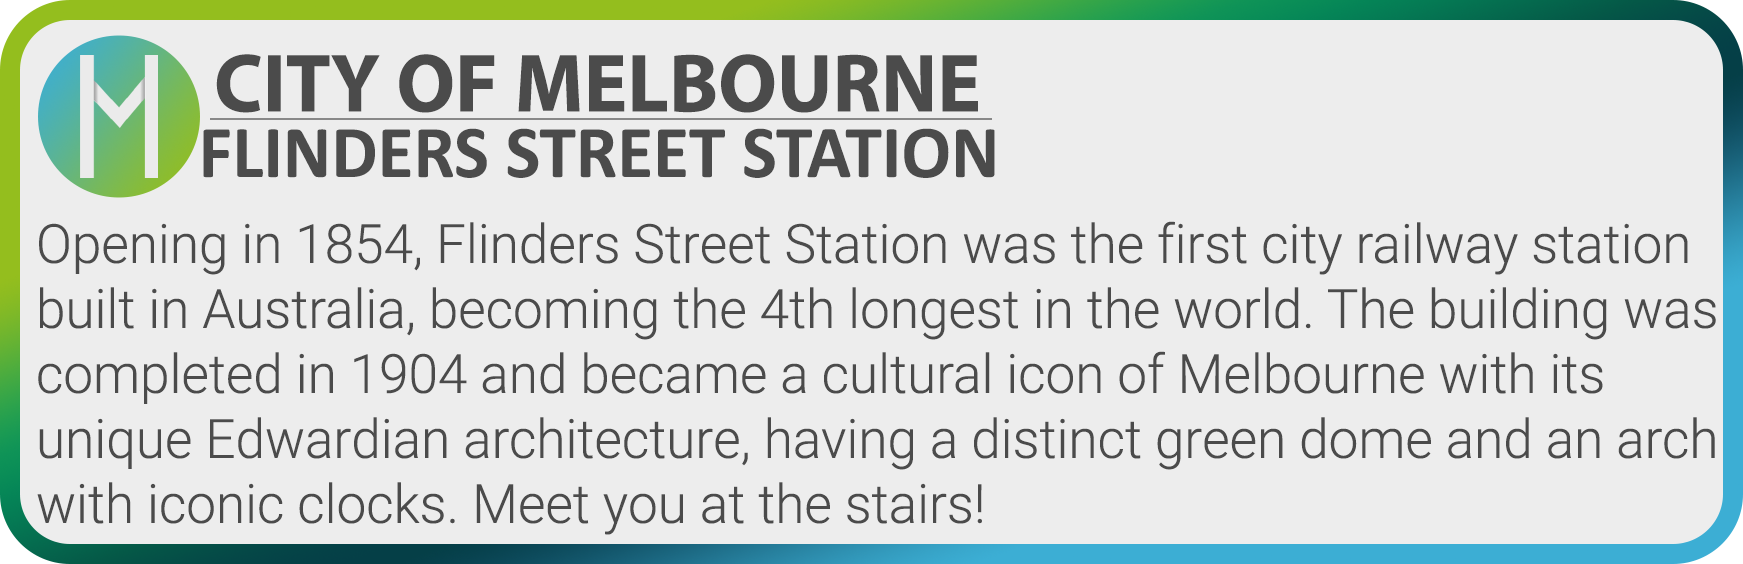 M
CITY OF MELBOURNE
FLINDERS STREET STATION
Opening in 1854, Flinders Street Station was the first city railway station
built in Australia, becoming the 4th longest in the world. The building was
completed in 1904 and became a cultural icon of Melbourne with its
unique Edwardian architecture, having a distinct green dome and an arch
with iconic clocks. Meet you at the stairs!